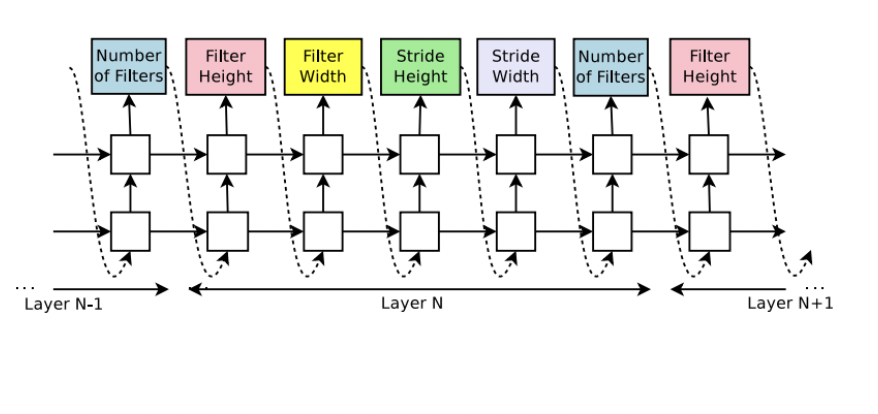 Number
of Filters
Filter
Height
Filter
Width
Stride
Height
Stride
Width
Number
of Filters
Filter
Height
...
Layer N-1
Layer N
...
Layer N+1